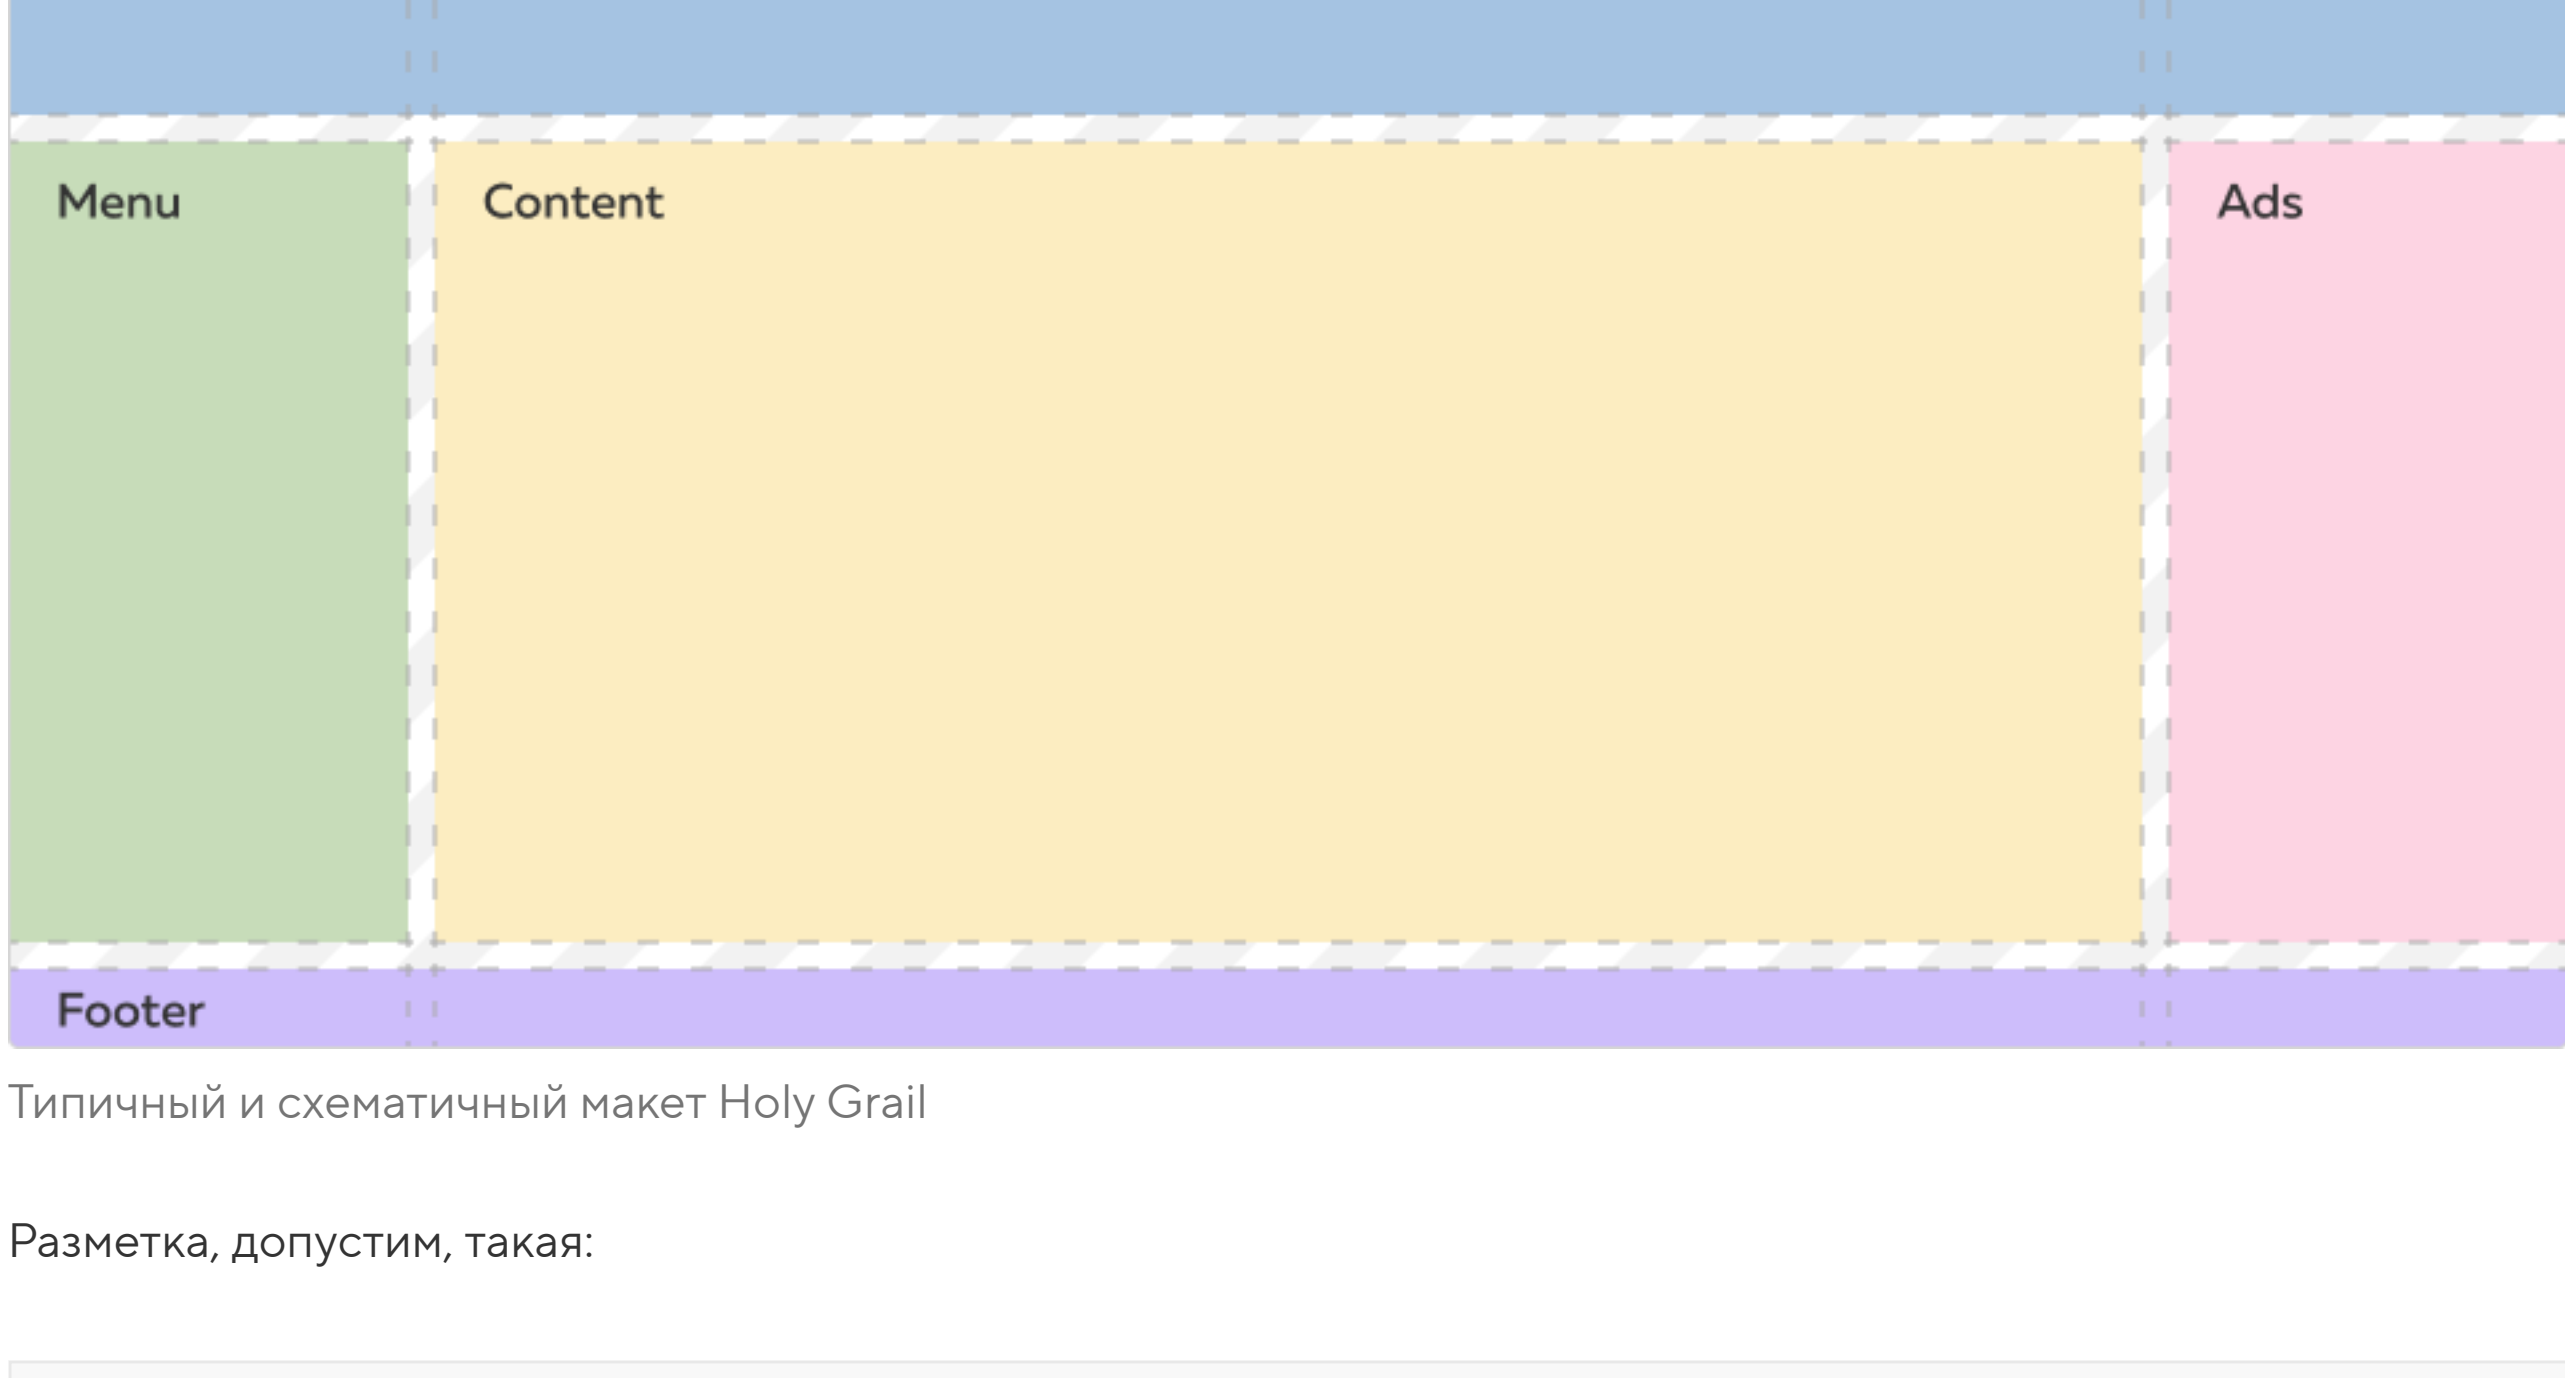 Menu
Content
Ads
Footer
Типичный и схематичный макет Holy Grail
Разметка, допустим, такая: